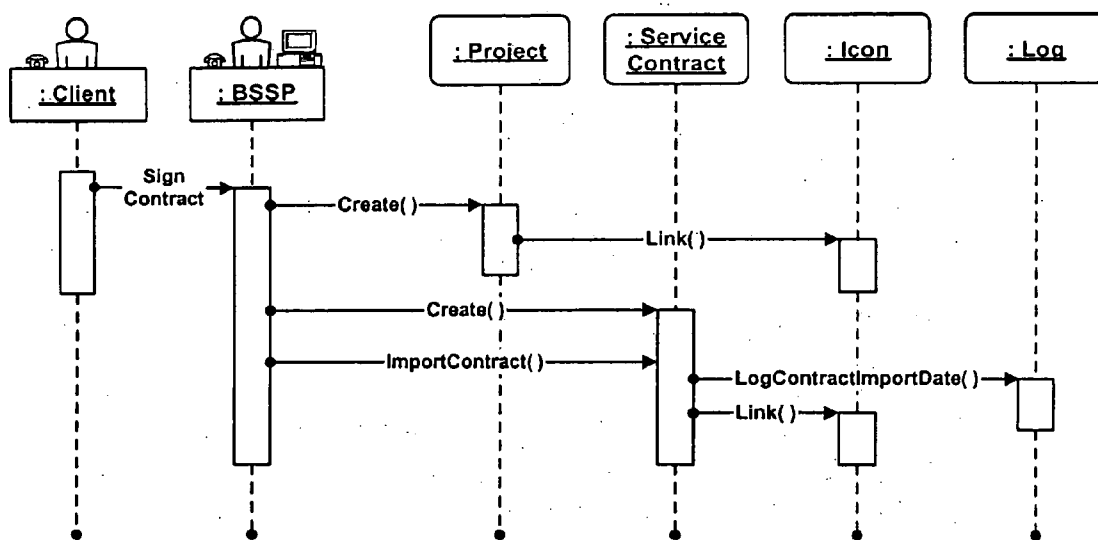 : Client
: BSSP
: Project
: Service
Contract
: Icon
: Log
Sign
Contract
Create( )
Link( )
Create( )
ImportContract( )
LogContractImportDate( )
Link( )